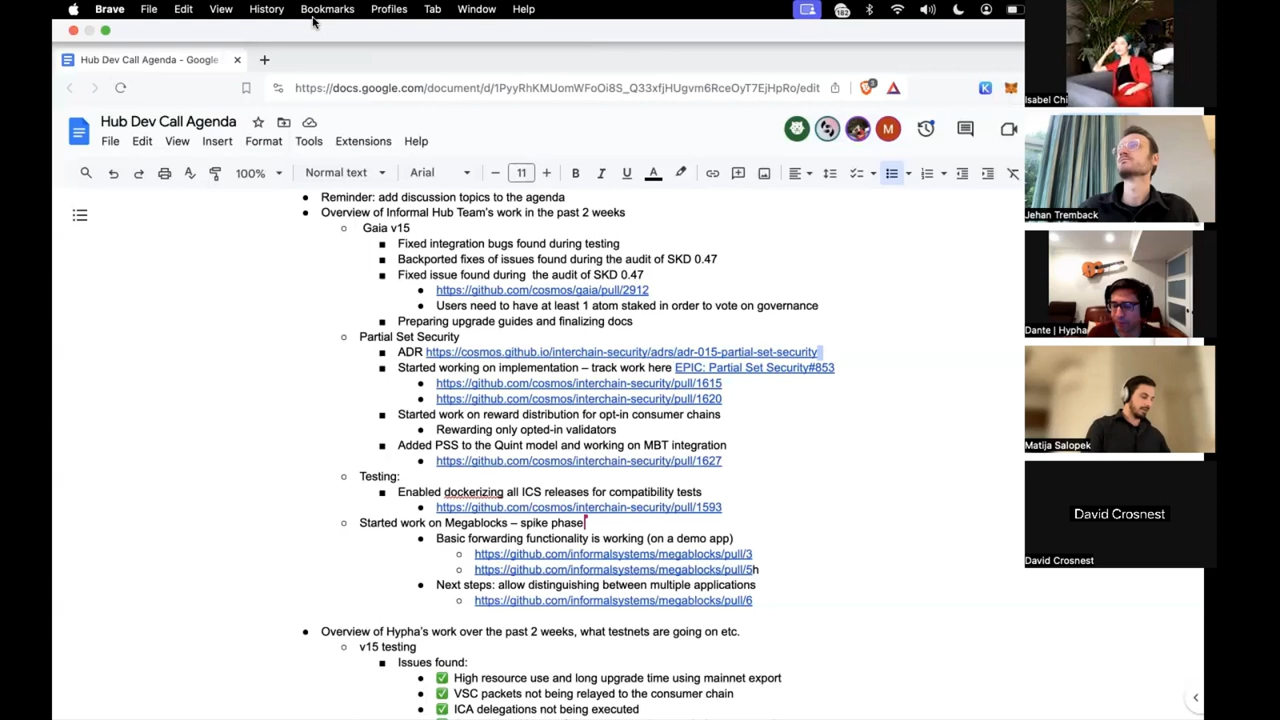 Brave File Edit View History Bookmarks Profiles Tab Window Help
182
Hub Dev Call Agenda - Google
https://docs.google.com/document/d/1PyyRhKMUomWFoOi8S_Q33xfjHUgvm6RceOyT7EjHpRo/edit
Hub Dev Call Agenda
M
File Edit View Insert Format Tools Extensions Help
100% Normal text Arial 11 B I U A
Reminder: add discussion topics to the agenda
Overview of Informal Hub Team's work in the past 2 weeks
Gaia v15
Fixed integration bugs found during testing
Backported fixes of issues found during the audit of SKD 0.47
Fixed issue found during the audit of SKD 0.47
https://github.com/cosmos/gaia/pull/2912
Users need to have at least 1 atom staked in order to vote on governance
Preparing upgrade guides and finalizing docs
Partial Set Security
ADR https://cosmos.github.io/interchain-security/adrs/adr-015-partial-set-security
Started working on implementation – track work here EPIC: Partial Set Security#853
https://github.com/cosmos/interchain-security/pull/1615
https://github.com/cosmos/interchain-security/pull/1620
Started work on reward distribution for opt-in consumer chains
Rewarding only opted-in validators
Added PSS to the Quint model and working on MBT integration
https://github.com/cosmos/interchain-security/pull/1627
Testing:
Enabled dockerizing all ICS releases for compatibility tests
https://github.com/cosmos/interchain-security/pull/1593
Started work on Megablocks – spike phase
Basic forwarding functionality is working (on a demo app)
https://github.com/informalsystems/megablocks/pull/3
https://github.com/informalsystems/megablocks/pull/5h
Next steps: allow distinguishing between multiple applications
https://github.com/informalsystems/megablocks/pull/6
Overview of Hypha's work over the past 2 weeks, what testnets are going on etc.
v15 testing
Issues found:
High resource use and long upgrade time using mainnet export
VSC packets not being relayed to the consumer chain
ICA delegations not being executed
Isabel Chi
Jehan Tremback
Dante | Hypha
Matija Salopek
David Crosnest
David Crosnest